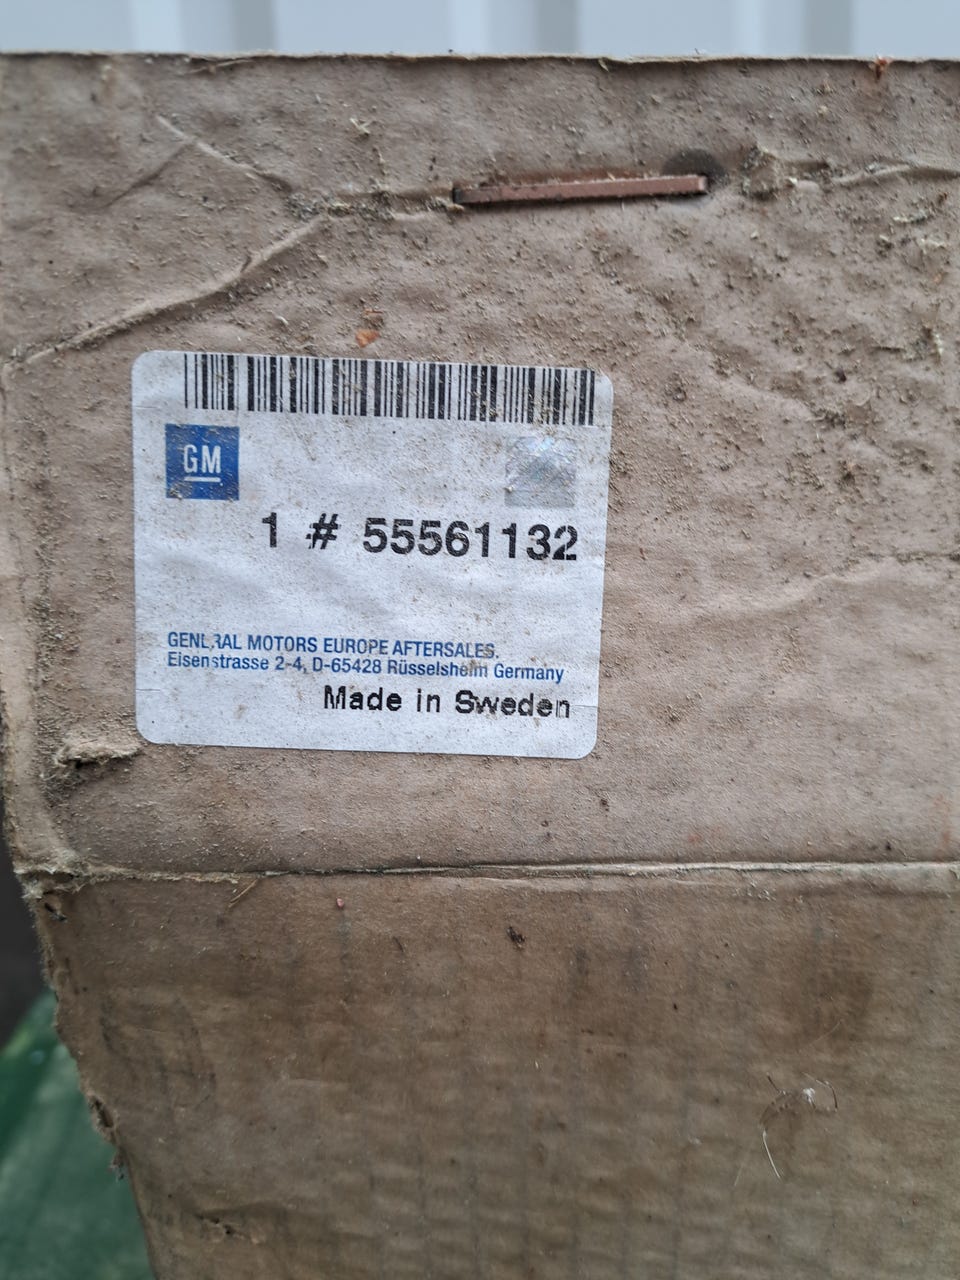 GM
1 # 55561132
GENERAL MOTORS EUROPE AFTERSALES.
Eisenstrasse 2-4, D-65428 Rüsselsheim Germany
Made in Sweden